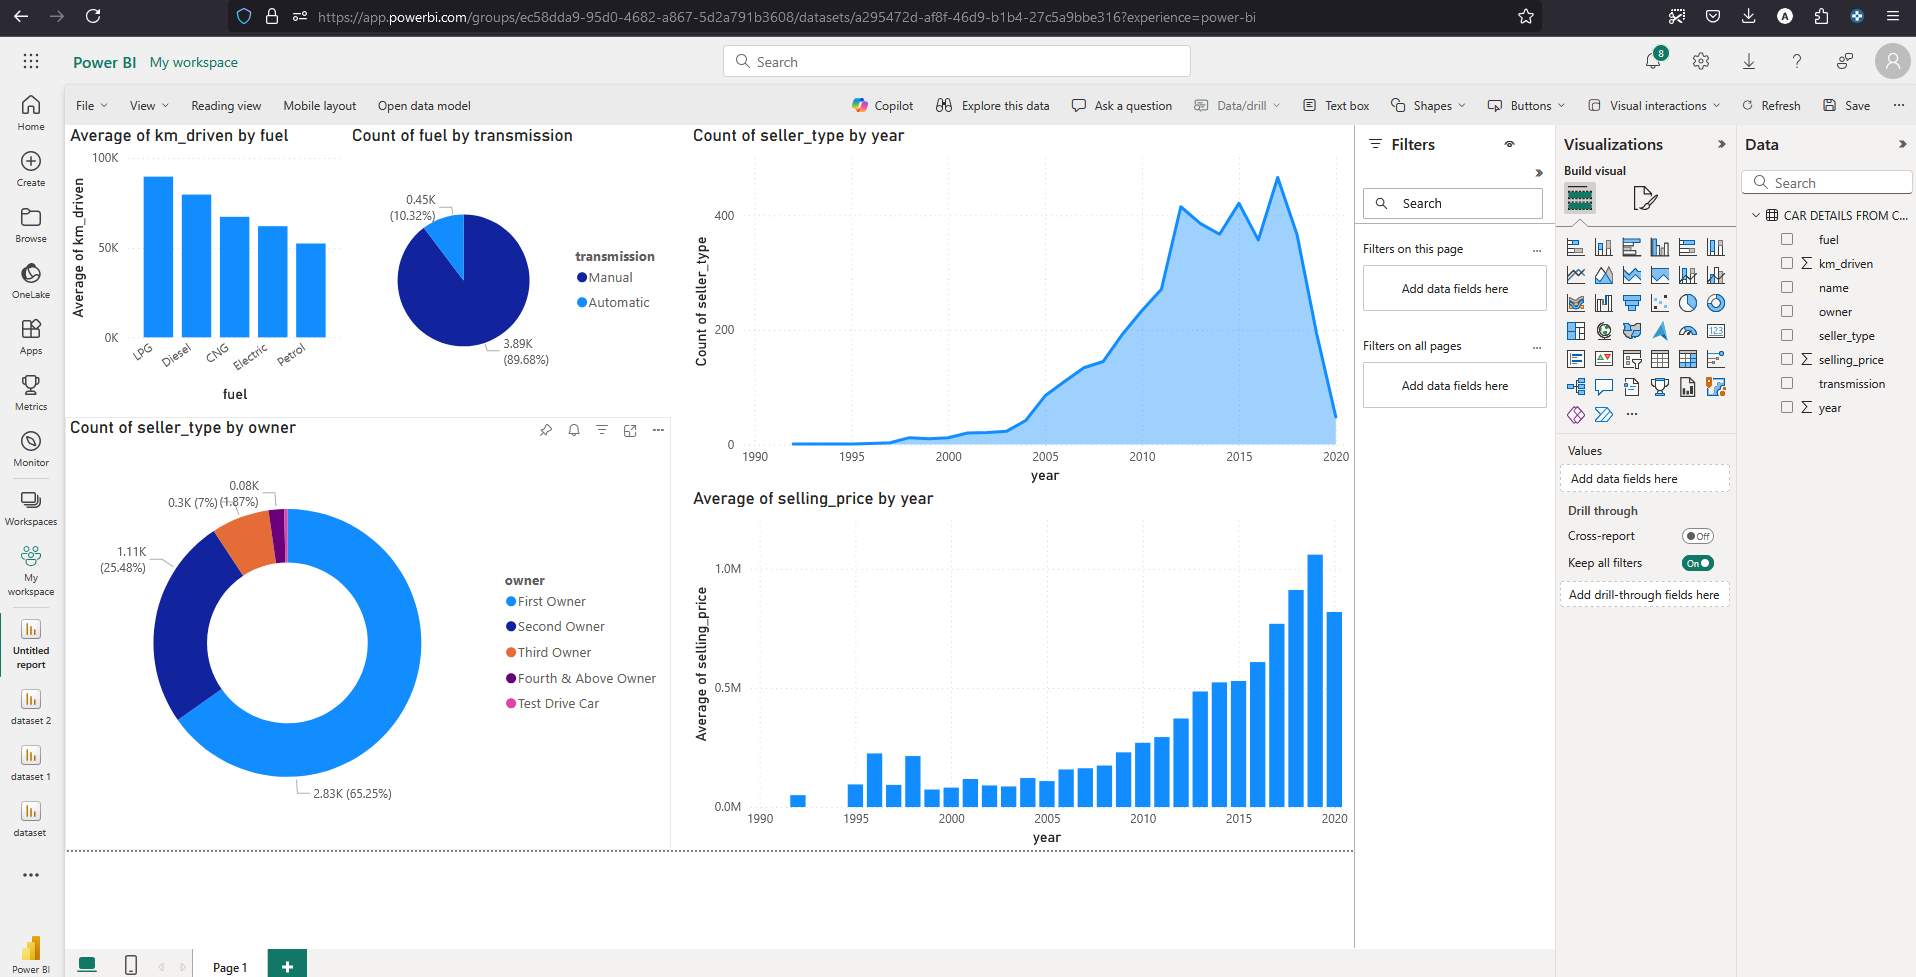 https://app.powerbi.com/groups/ec58dda9-95d0-4682-a867-5d2a791b3608/datasets/a295472d-af8f-46d9-b1b4-27c5a9bbe316?experience=power-bi
A
Power BI My workspace
Search
8
File View Reading view Mobile layout Open data model
Copilot Explore this data Ask a question Data/drill Text box Shapes Buttons Visual interactions Refresh Save
Home
Create
Browse
OneLake
Apps
Metrics
Monitor
Workspaces
My
workspace
Untitled
report
dataset 2
dataset 1
dataset
Power BI
Average of km_driven by fuel
100K
50K
0K
Average of km_driven
LPG
Diesel
CNG
Electric
Petrol
fuel
Count of fuel by transmission
0.45K
(10.32%)
3.89K
(89.68%)
transmission
Manual
Automatic
Count of seller_type by year
400
200
0
Count of seller_type
1990 1995 2000 2005 2010 2015 2020
year
Count of seller_type by owner
0.08K
0.3K (7%) (1.87%)
1.11K
(25.48%)
2.83K (65.25%)
owner
First Owner
Second Owner
Third Owner
Fourth & Above Owner
Test Drive Car
Average of selling_price by year
1.0M
0.5M
0.0M
Average of selling_price
1990 1995 2000 2005 2010 2015 2020
year
Page 1
Filters
Search
Filters on this page
Add data fields here
Filters on all pages
Add data fields here
Visualizations
Build visual
123
Values
Add data fields here
Drill through
Cross-report Off
Keep all filters On
Add drill-through fields here
Data
Search
CAR DETAILS FROM C...
fuel
km_driven
name
owner
seller_type
selling_price
transmission
year